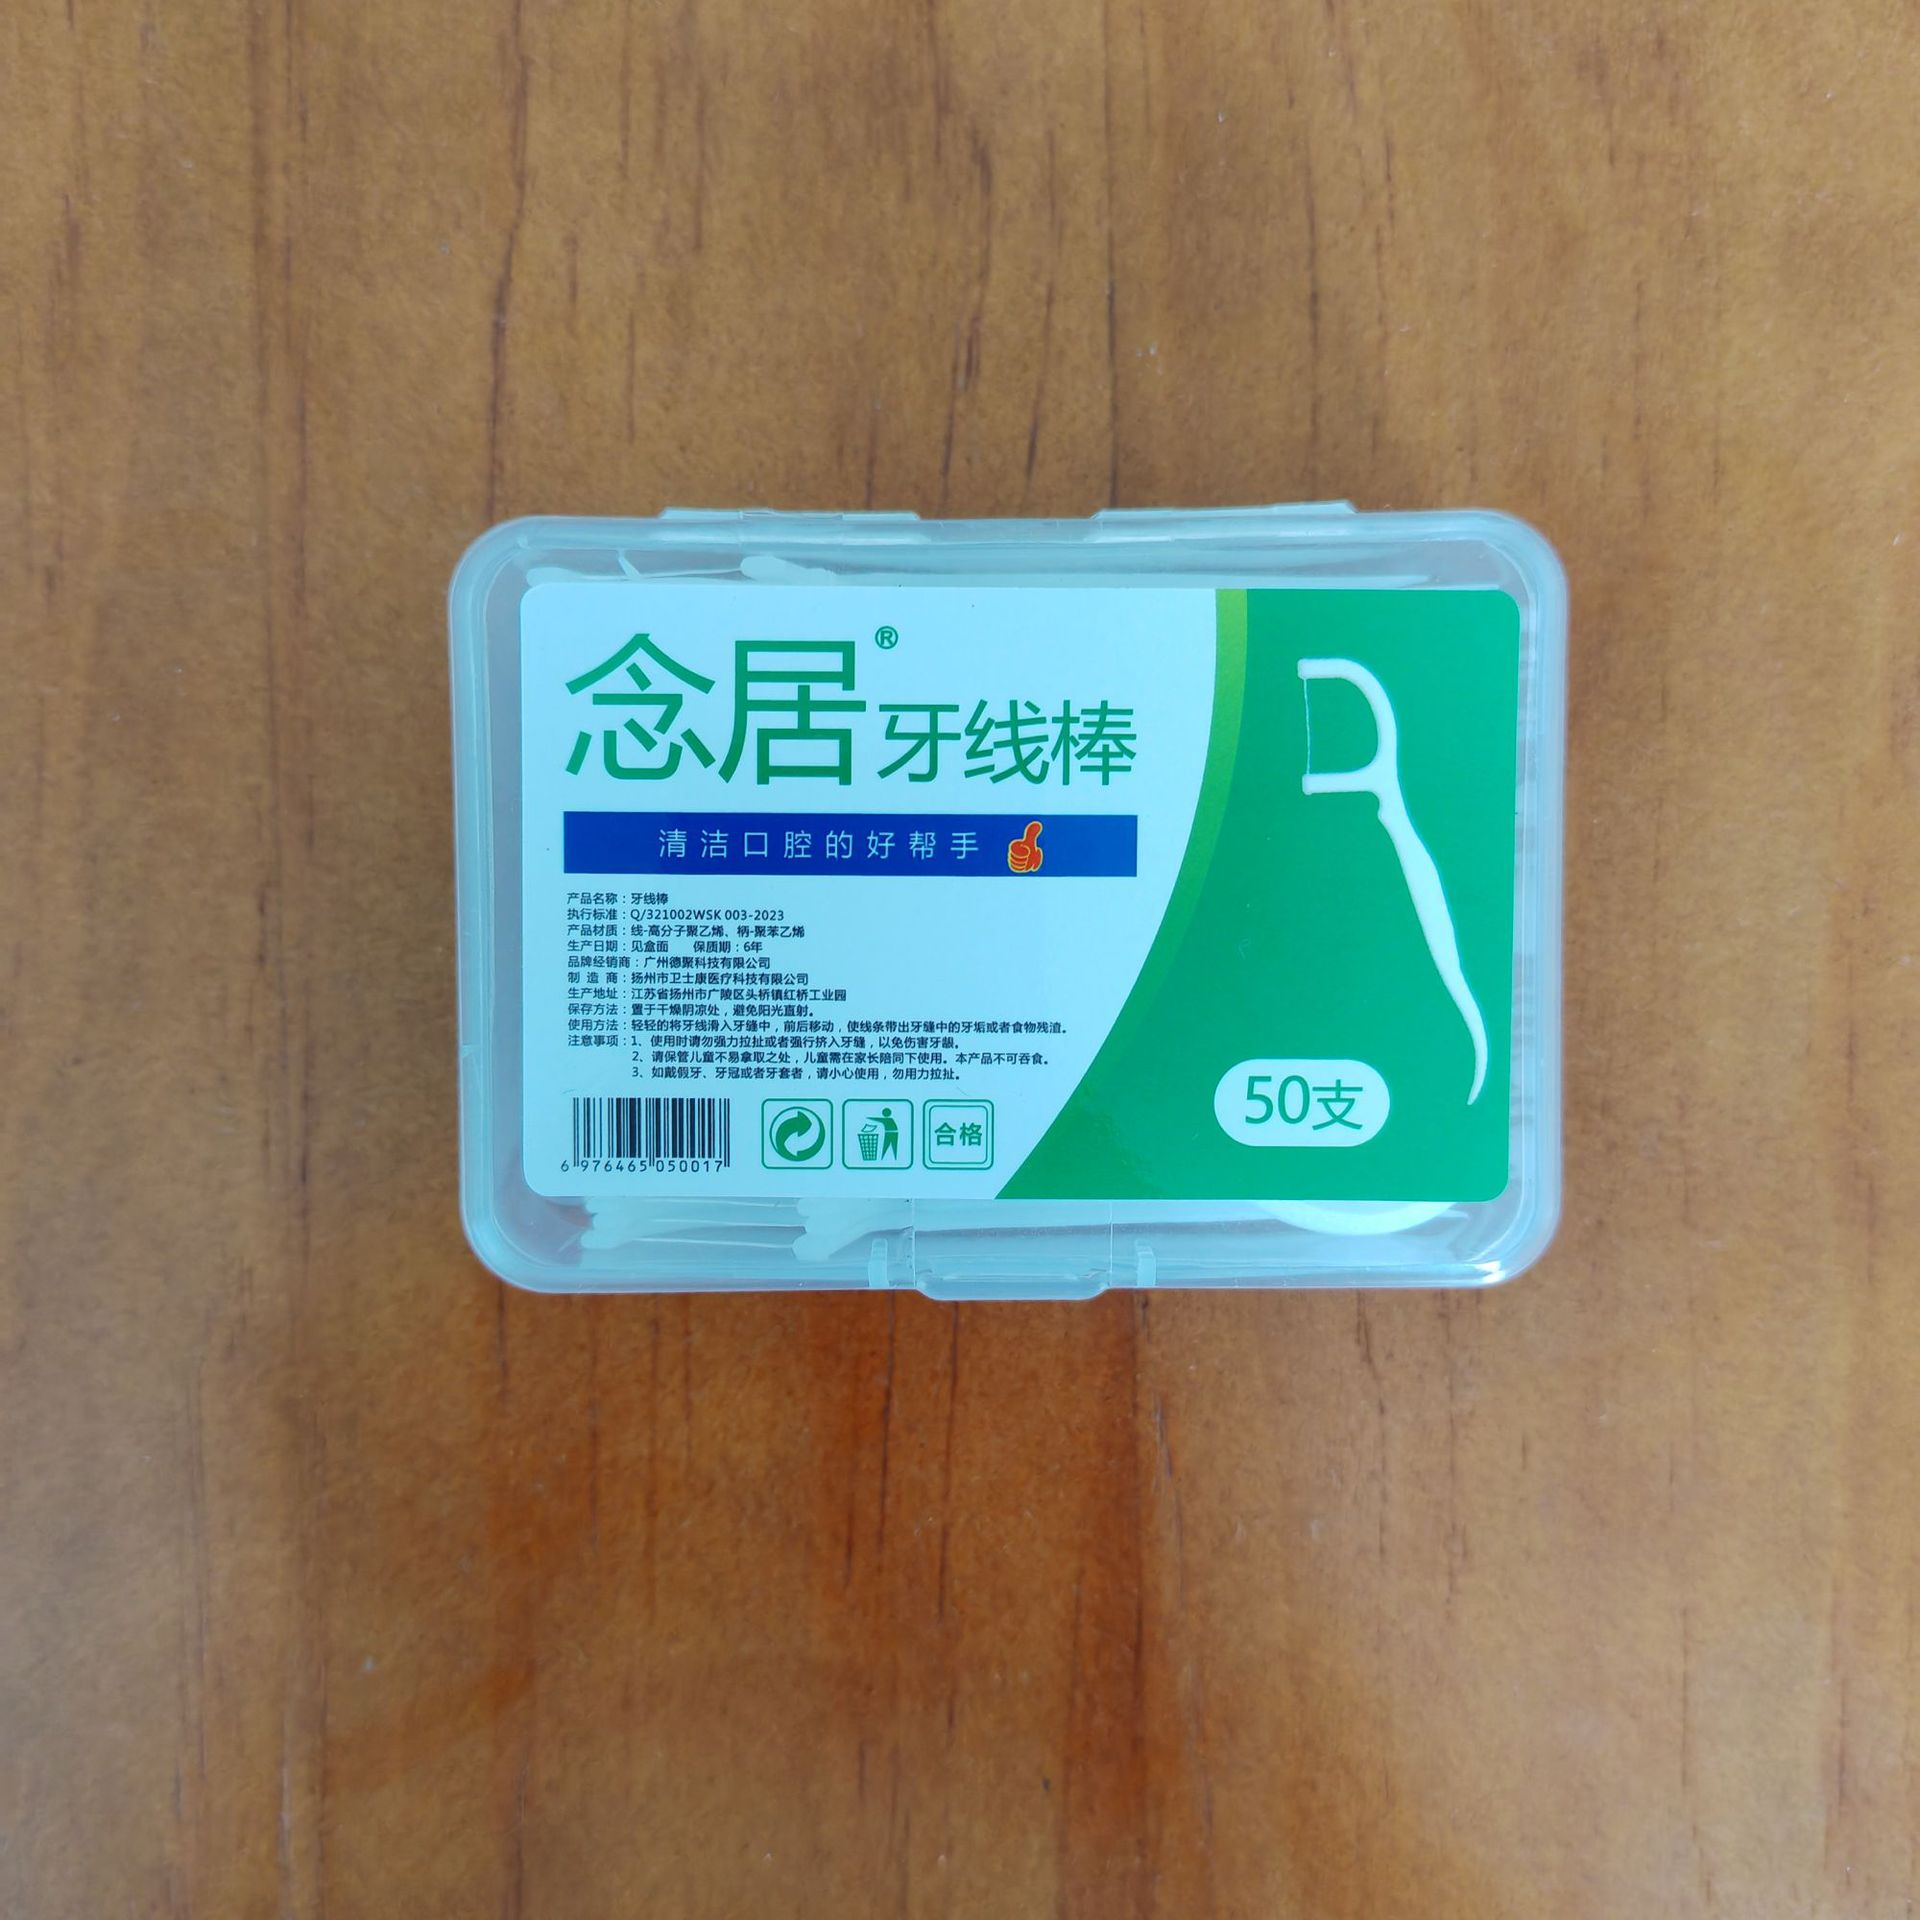 念居®牙线棒
清洁口腔的好帮手
产品名称：牙线棒
执行标准：Q/321002WSK 003-2023
产品材质：线-高分子聚乙烯、柄-聚苯乙烯
生产日期：见盒面 保质期：6年
品牌经销商：广州德聚科技有限公司
制 造 商：扬州市卫士康医疗科技有限公司
生产地址：江苏省扬州市广陵区头桥镇红桥工业园
保存方法：置于干燥阴凉处，避免阳光直射。
使用方法：轻轻的将牙线滑入牙缝中，前后移动，使线条带出牙缝中的牙垢或者食物残渣。
注意事项：1、使用时请勿强力拉扯或者强行挤入牙缝，以免伤害牙龈。
2、请保管儿童不易拿取之处，儿童需在家长陪同下使用。本产品不可吞食。
3、如戴假牙、牙冠或者牙套者，请小心使用，勿用力拉扯。
6 976465 050017
合格
50支